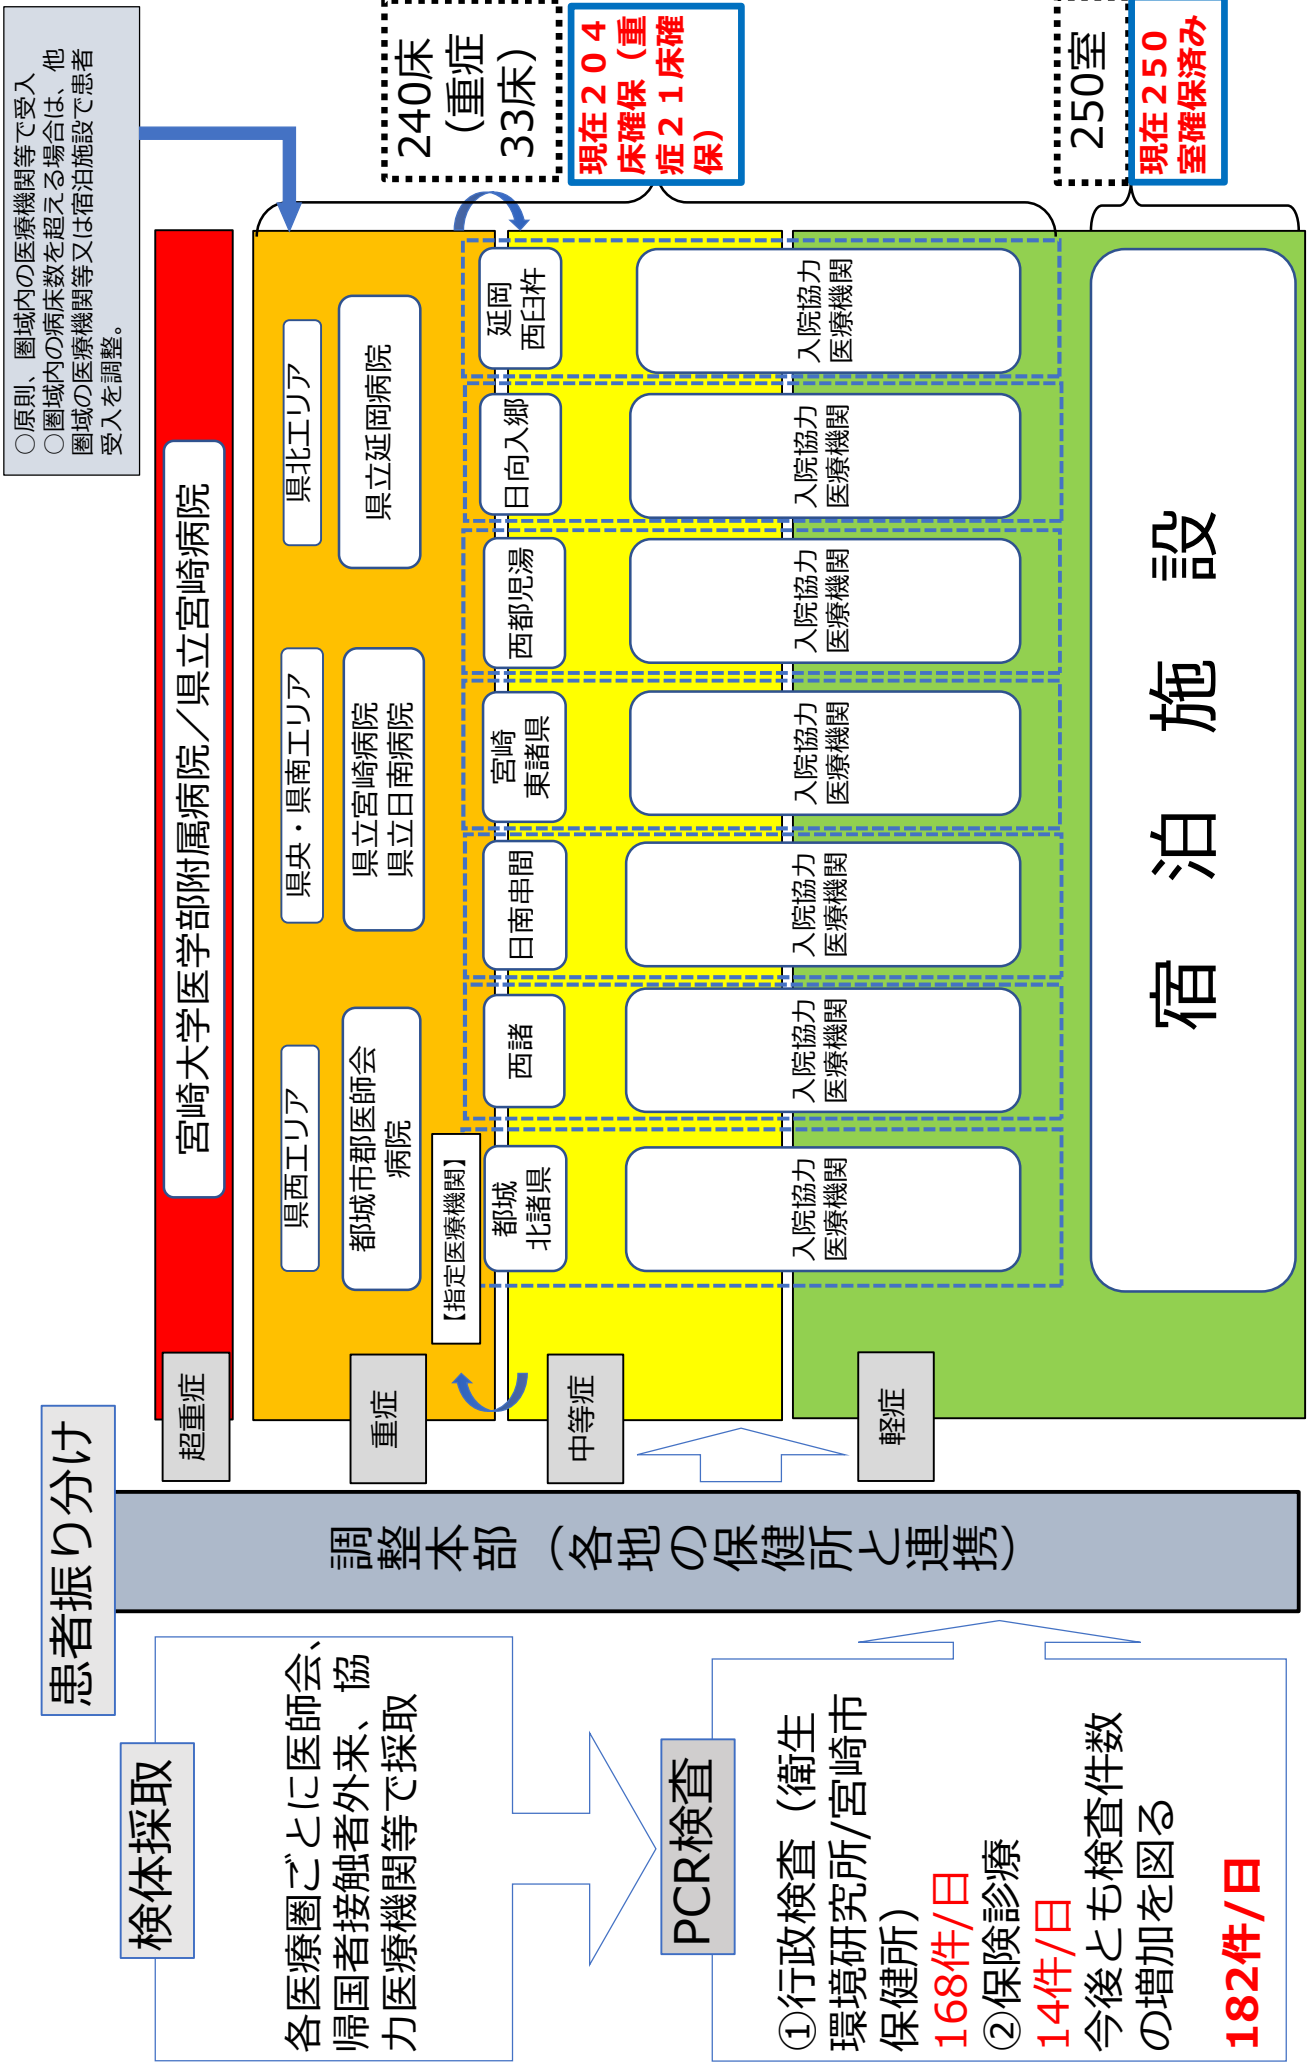 患者振り分け
検体採取
各医療圏ごとに医師会、
帰国者接触者外来、協
力医療機関等で採取
PCR検査
①行政検査（衛生
環境研究所/宮崎市
保健所）
168件/日
②保険診療
14件/日
今後とも検査件数
の増加を図る
182件/日
調整本部（各地の保健所と連携）
○原則、圏域内の医療機関等で受入
○圏域内の病床数を超える場合は、他
圏域の医療機関等又は宿泊施設で患者
受入を調整。
超重症
宮崎大学医学部附属病院／県立宮崎病院
重症
県西エリア
県央・県南エリア
県北エリア
都城市郡医師会
病院
県立宮崎病院
県立日南病院
県立延岡病院
【指定医療機関】
中等症
都城
北諸県
西諸
日南串間
宮崎
東諸県
西都児湯
日向入郷
延岡
西臼杵
軽症
入院協力
医療機関
入院協力
医療機関
入院協力
医療機関
入院協力
医療機関
入院協力
医療機関
入院協力
医療機関
入院協力
医療機関
宿泊施設
240床
（重症
33床）
現在２０４
床確保（重
症２１床確
保）
250室
現在２５０
室確保済み